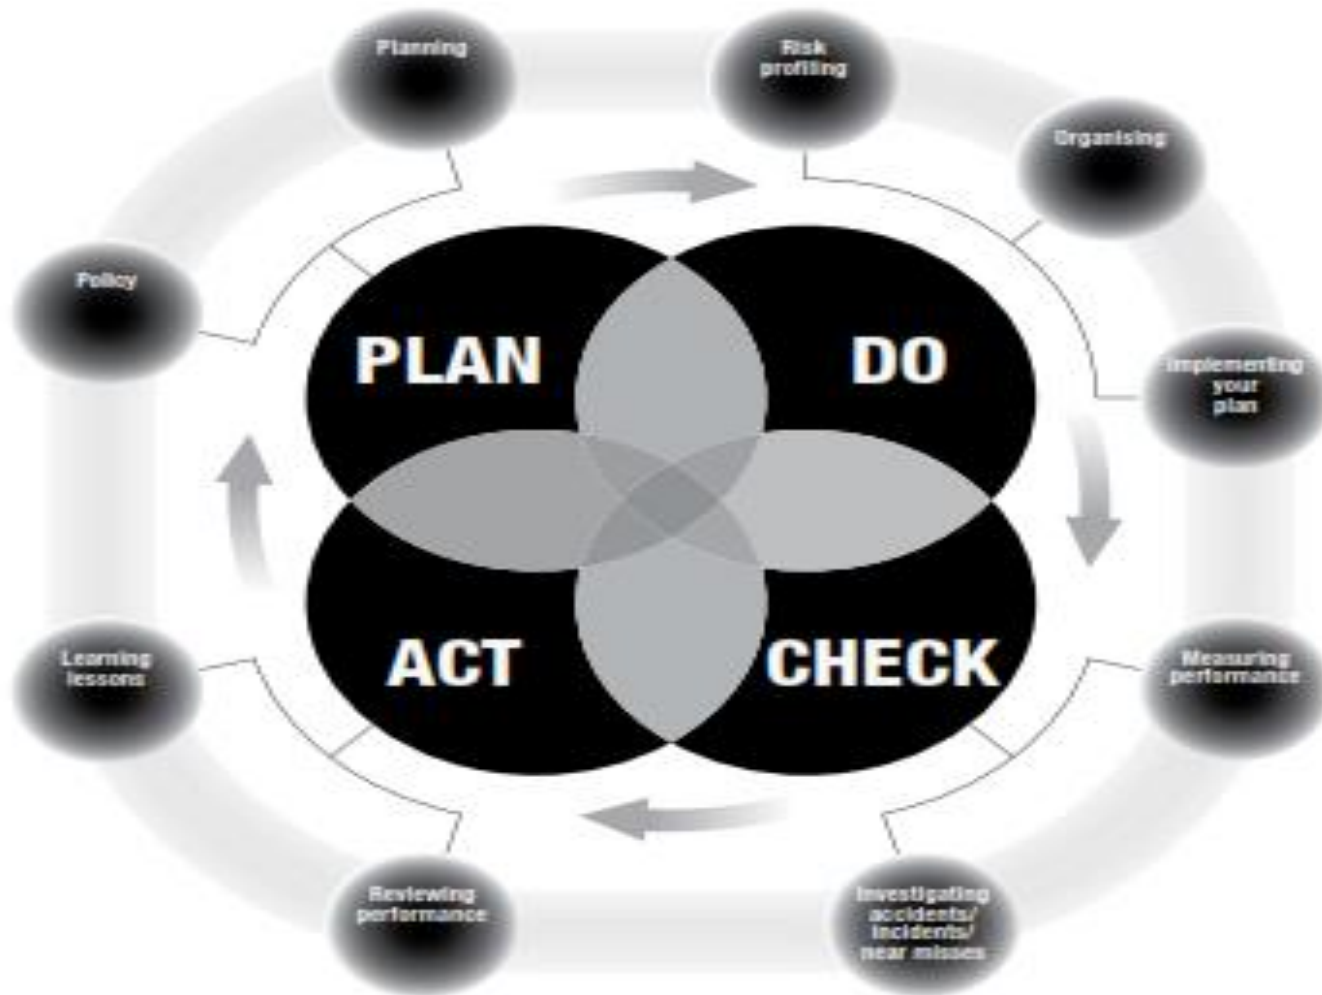 Planning
Risk
profiling
Organising
Policy
PLAN
DO
Implementing
your
plan
Learning
lessons
ACT
CHECK
Measuring
performance
Reviewing
performance
Investigating
accidents/
incidents/
near misses